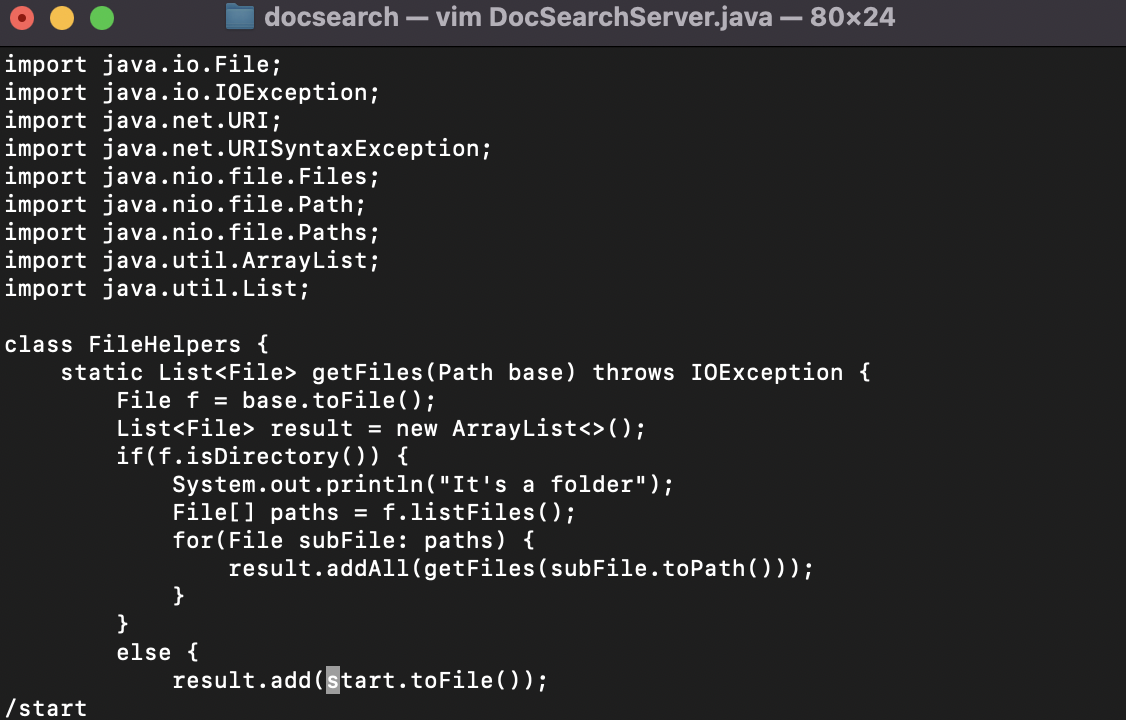 docsearch — vim DocSearchServer.java — 80×24
import java.io.File;
import java.io.IOException;
import java.net.URI;
import java.net.URISyntaxException;
import java.nio.file.Files;
import java.nio.file.Path;
import java.nio.file.Paths;
import java.util.ArrayList;
import java.util.List;
class FileHelpers {
    static List<File> getFiles(Path base) throws IOException {
        File f = base.toFile();
        List<File> result = new ArrayList<>();
        if(f.isDirectory()) {
            System.out.println("It's a folder");
            File[] paths = f.listFiles();
            for(File subFile: paths) {
                result.addAll(getFiles(subFile.toPath()));
            }
        }
        else {
            result.add(start.toFile());
/start